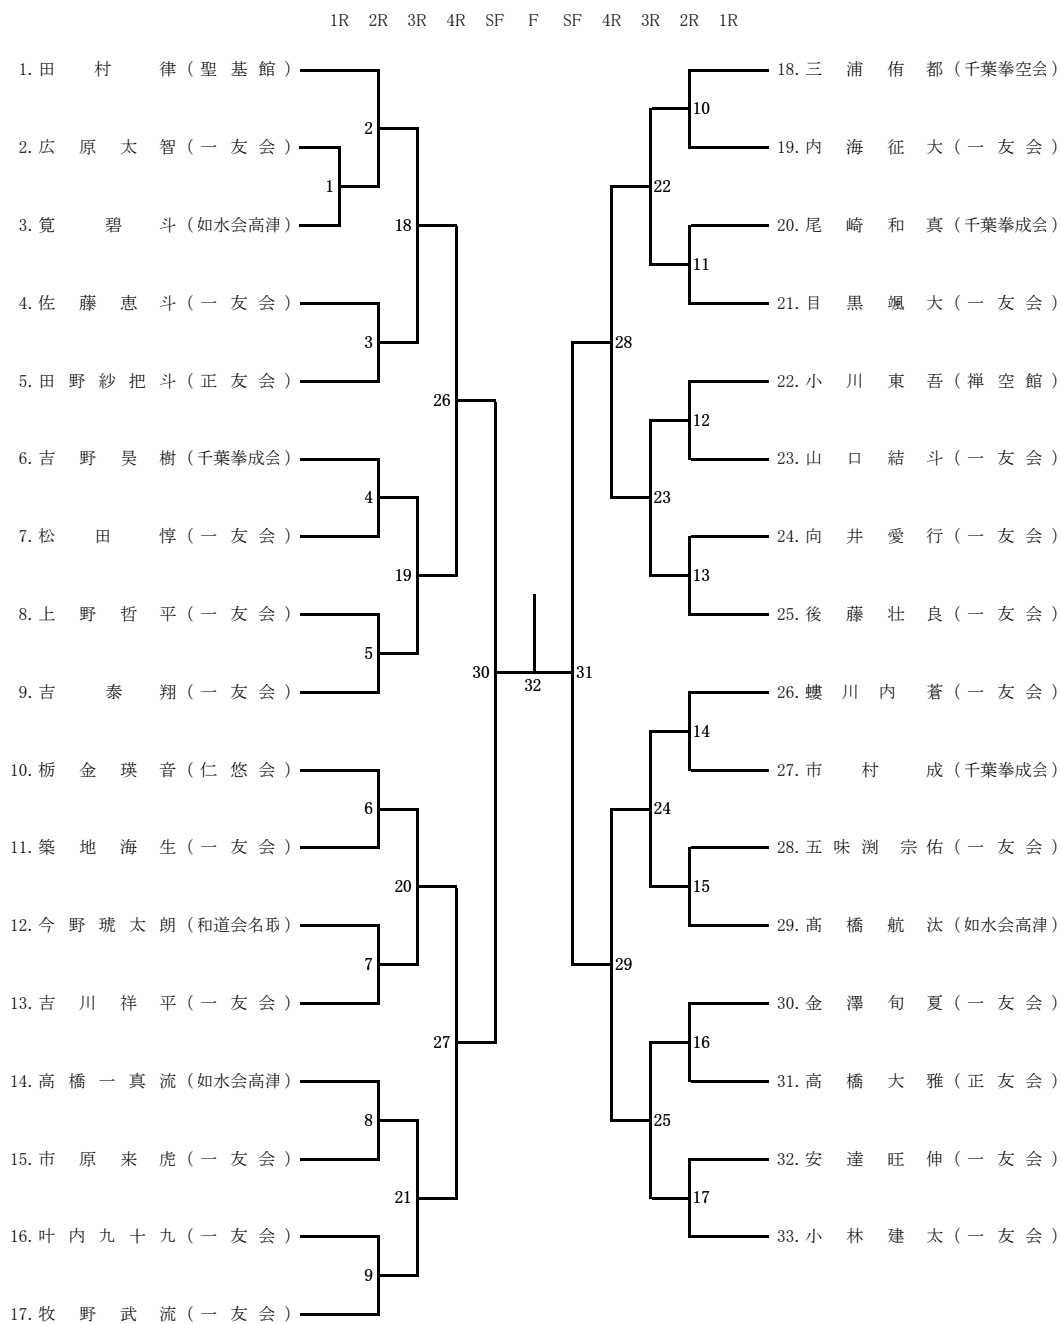 1R 2R 3R 4R SF F SF 4R 3R 2R 1R
1. 田村律 (聖基館)
2. 広原太智 (一友会)
3. 筧碧斗 (如水会高津)
4. 佐藤恵斗 (一友会)
5. 田野紗把斗 (正友会)
6. 吉野昊樹 (千葉拳成会)
7. 松田惇 (一友会)
8. 上野哲平 (一友会)
9. 吉泰翔 (一友会)
10. 栃金瑛音 (仁悠会)
11. 築地海生 (一友会)
12. 今野琥太朗 (和道会名取)
13. 吉川祥平 (一友会)
14. 高橋一真流 (如水会高津)
15. 市原来虎 (一友会)
16. 叶内九十九 (一友会)
17. 牧野武流 (一友会)
1
2
3
4
5
6
7
8
9
18
19
20
21
26
27
30
32
31
28
29
22
23
24
25
10
11
12
13
14
15
16
17
18. 三浦侑都 (千葉拳空会)
19. 内海征大 (一友会)
20. 尾崎和真 (千葉拳成会)
21. 目黒颯大 (一友会)
22. 小川東吾 (禅空館)
23. 山口結斗 (一友会)
24. 向井愛行 (一友会)
25. 後藤壮良 (一友会)
26. 螻川内蒼 (一友会)
27. 市村成 (千葉拳成会)
28. 五味渕宗佑 (一友会)
29. 髙橋航汰 (如水会高津)
30. 金澤旬夏 (一友会)
31. 高橋大雅 (正友会)
32. 安達旺伸 (一友会)
33. 小林建太 (一友会)